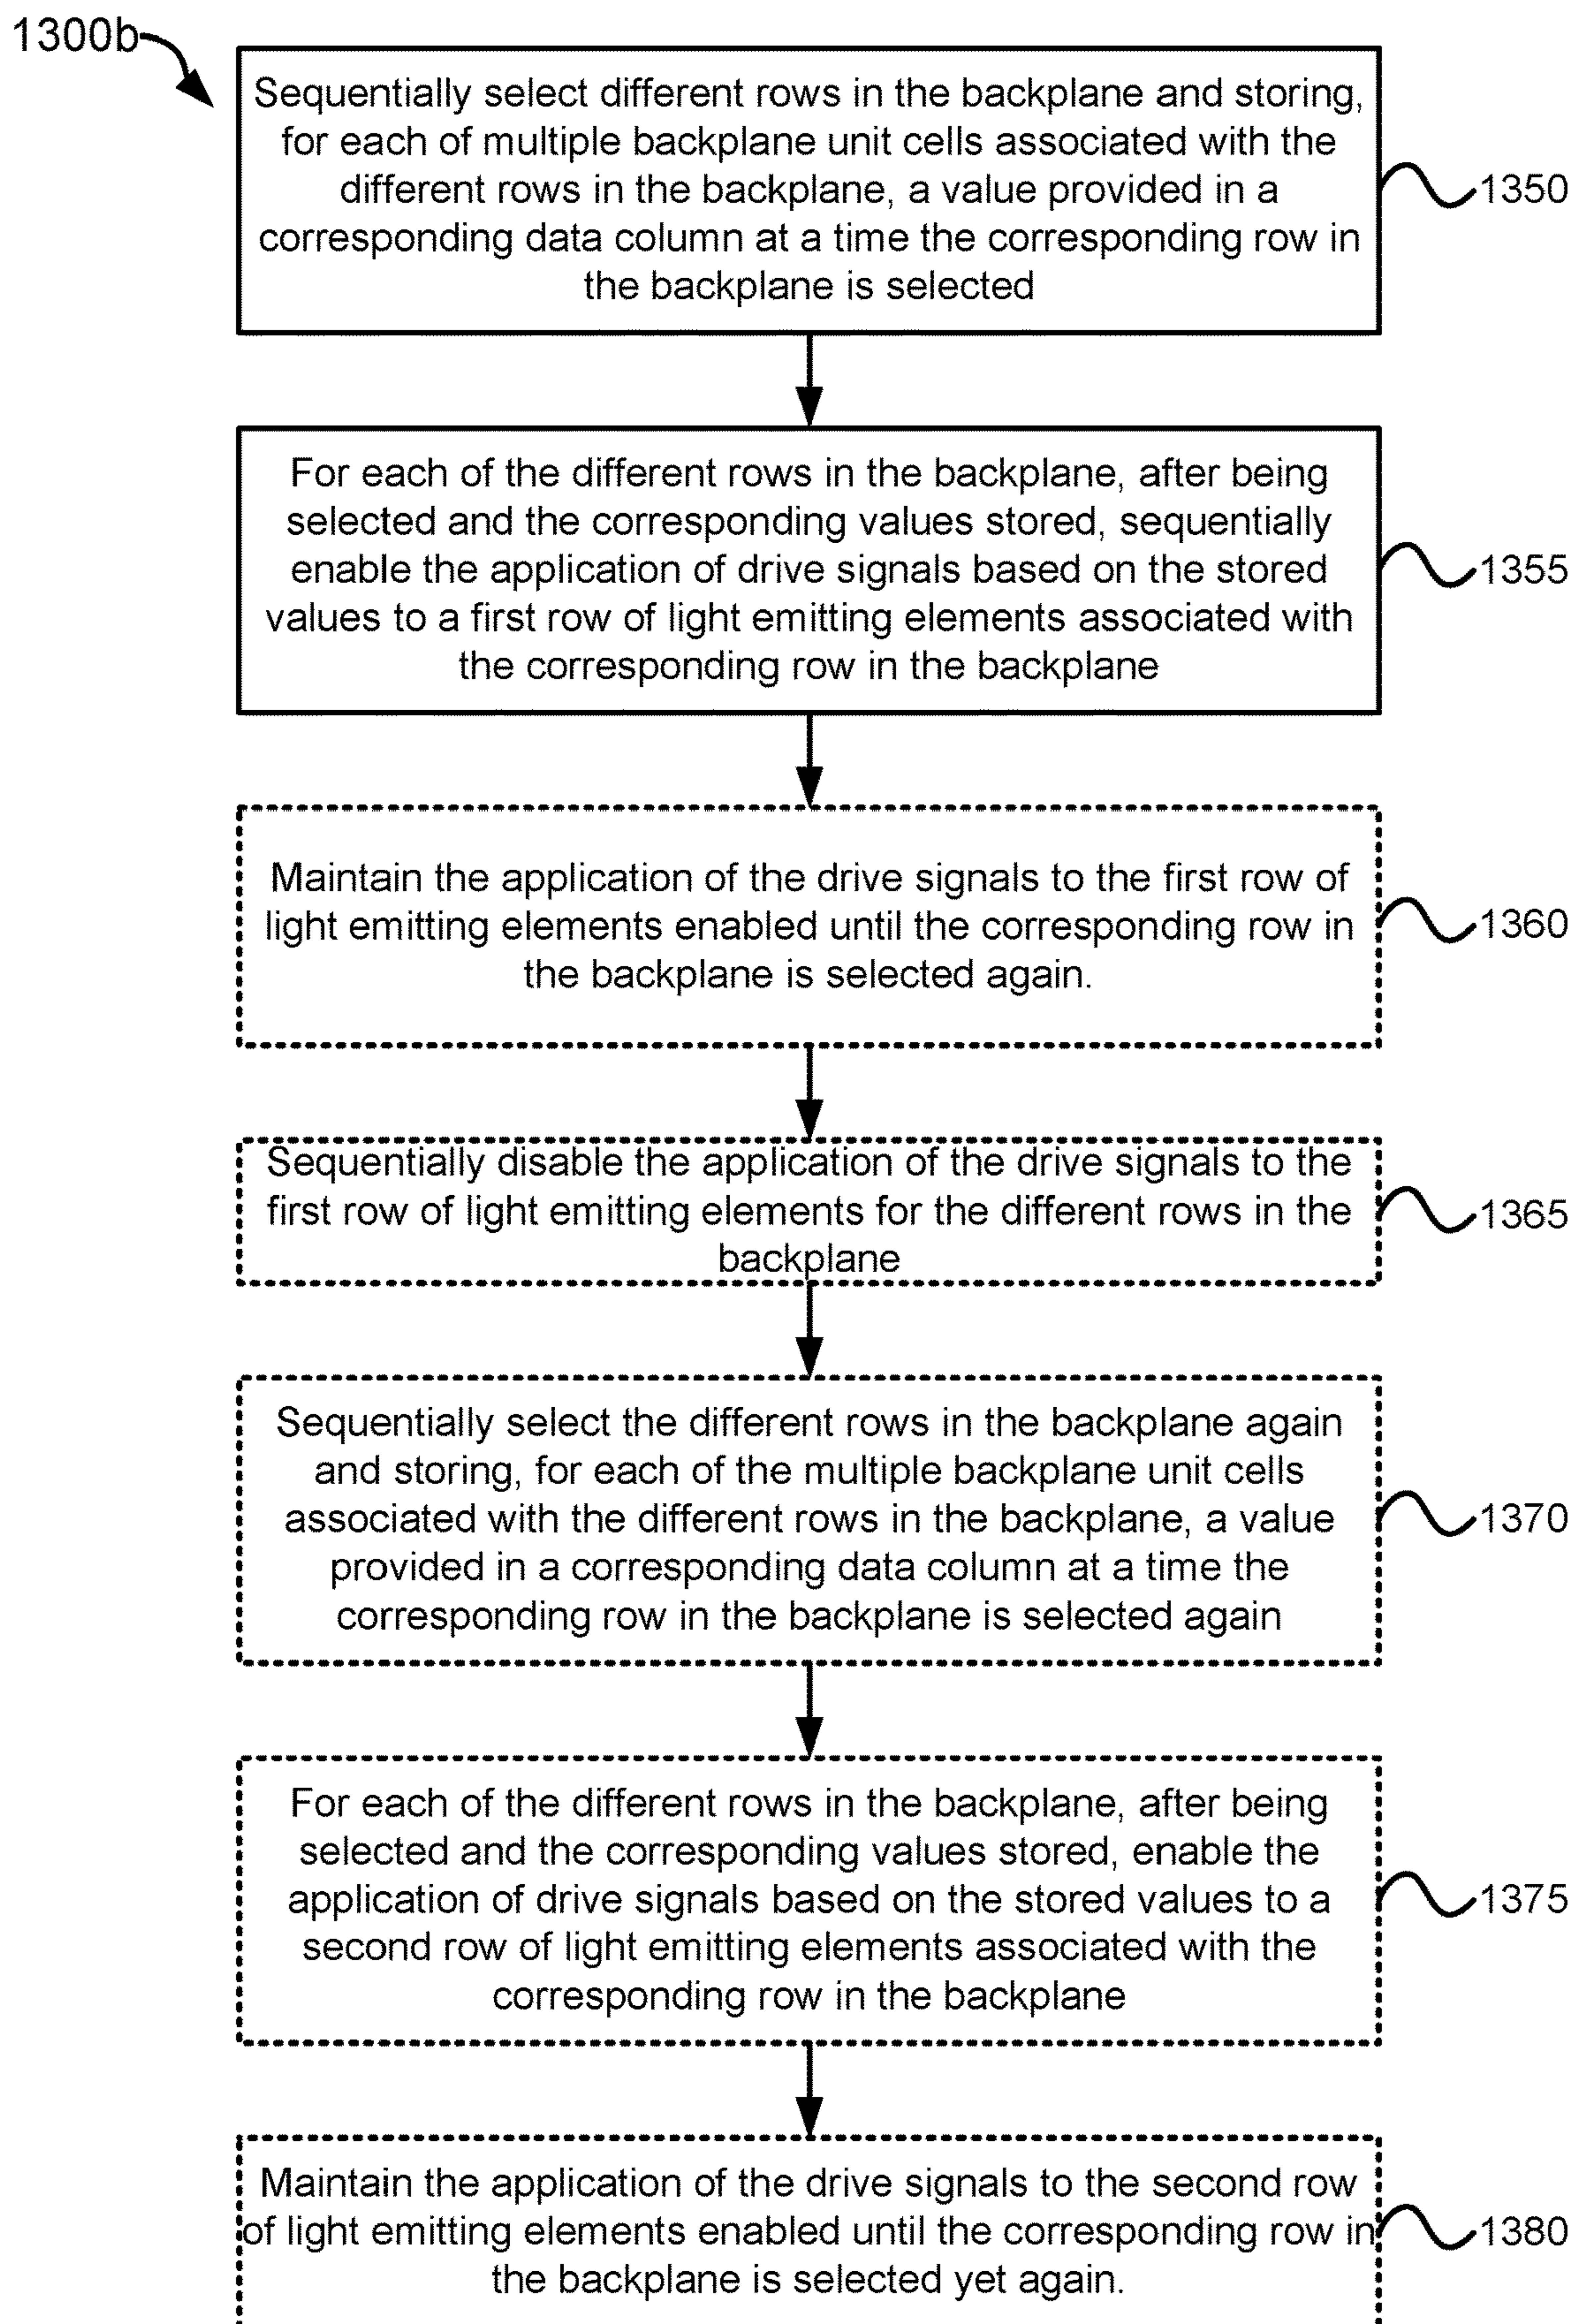 1300b
Sequentially select different rows in the backplane and storing,
for each of multiple backplane unit cells associated with the
different rows in the backplane, a value provided in a
corresponding data column at a time the corresponding row in
the backplane is selected
1350
For each of the different rows in the backplane, after being
selected and the corresponding values stored, sequentially
enable the application of drive signals based on the stored
values to a first row of light emitting elements associated with
the corresponding row in the backplane
1355
Maintain the application of the drive signals to the first row of
light emitting elements enabled until the corresponding row in
the backplane is selected again.
1360
Sequentially disable the application of the drive signals to the
first row of light emitting elements for the different rows in the
backplane
1365
Sequentially select the different rows in the backplane again
and storing, for each of the multiple backplane unit cells
associated with the different rows in the backplane, a value
provided in a corresponding data column at a time the
corresponding row in the backplane is selected again
1370
For each of the different rows in the backplane, after being
selected and the corresponding values stored, enable the
application of drive signals based on the stored values to a
second row of light emitting elements associated with the
corresponding row in the backplane
1375
Maintain the application of the drive signals to the second row
of light emitting elements enabled until the corresponding row in
the backplane is selected yet again.
1380